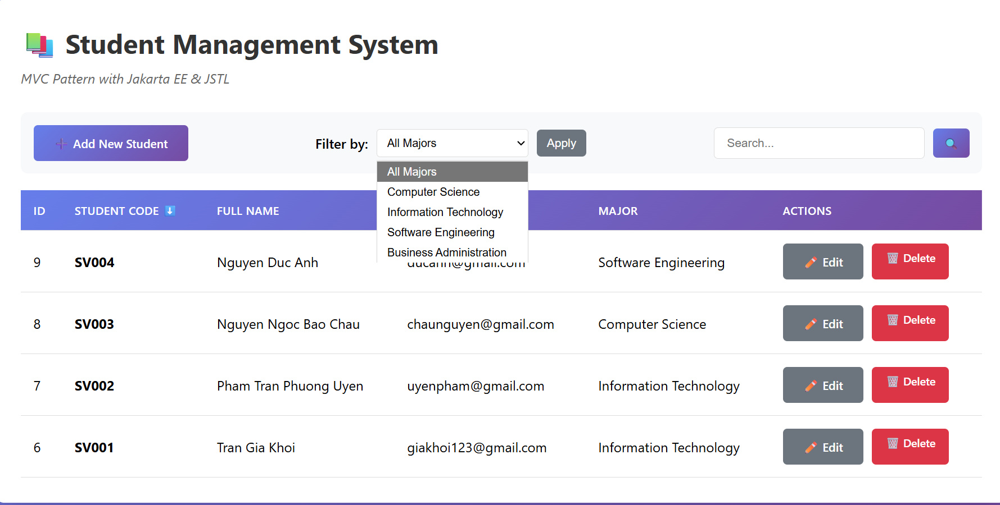 Student Management System
MVC Pattern with Jakarta EE & JSTL
Add New Student
Filter by:
All Majors
Apply
Search...
All Majors
Computer Science
Information Technology
Software Engineering
Business Administration
ID STUDENT CODE FULL NAME MAJOR ACTIONS
9 SV004 Nguyen Duc Anh ducanh@gmail.com Software Engineering Edit Delete
8 SV003 Nguyen Ngoc Bao Chau chaunguyen@gmail.com Computer Science Edit Delete
7 SV002 Pham Tran Phuong Uyen uyenpham@gmail.com Information Technology Edit Delete
6 SV001 Tran Gia Khoi giakhoi123@gmail.com Information Technology Edit Delete